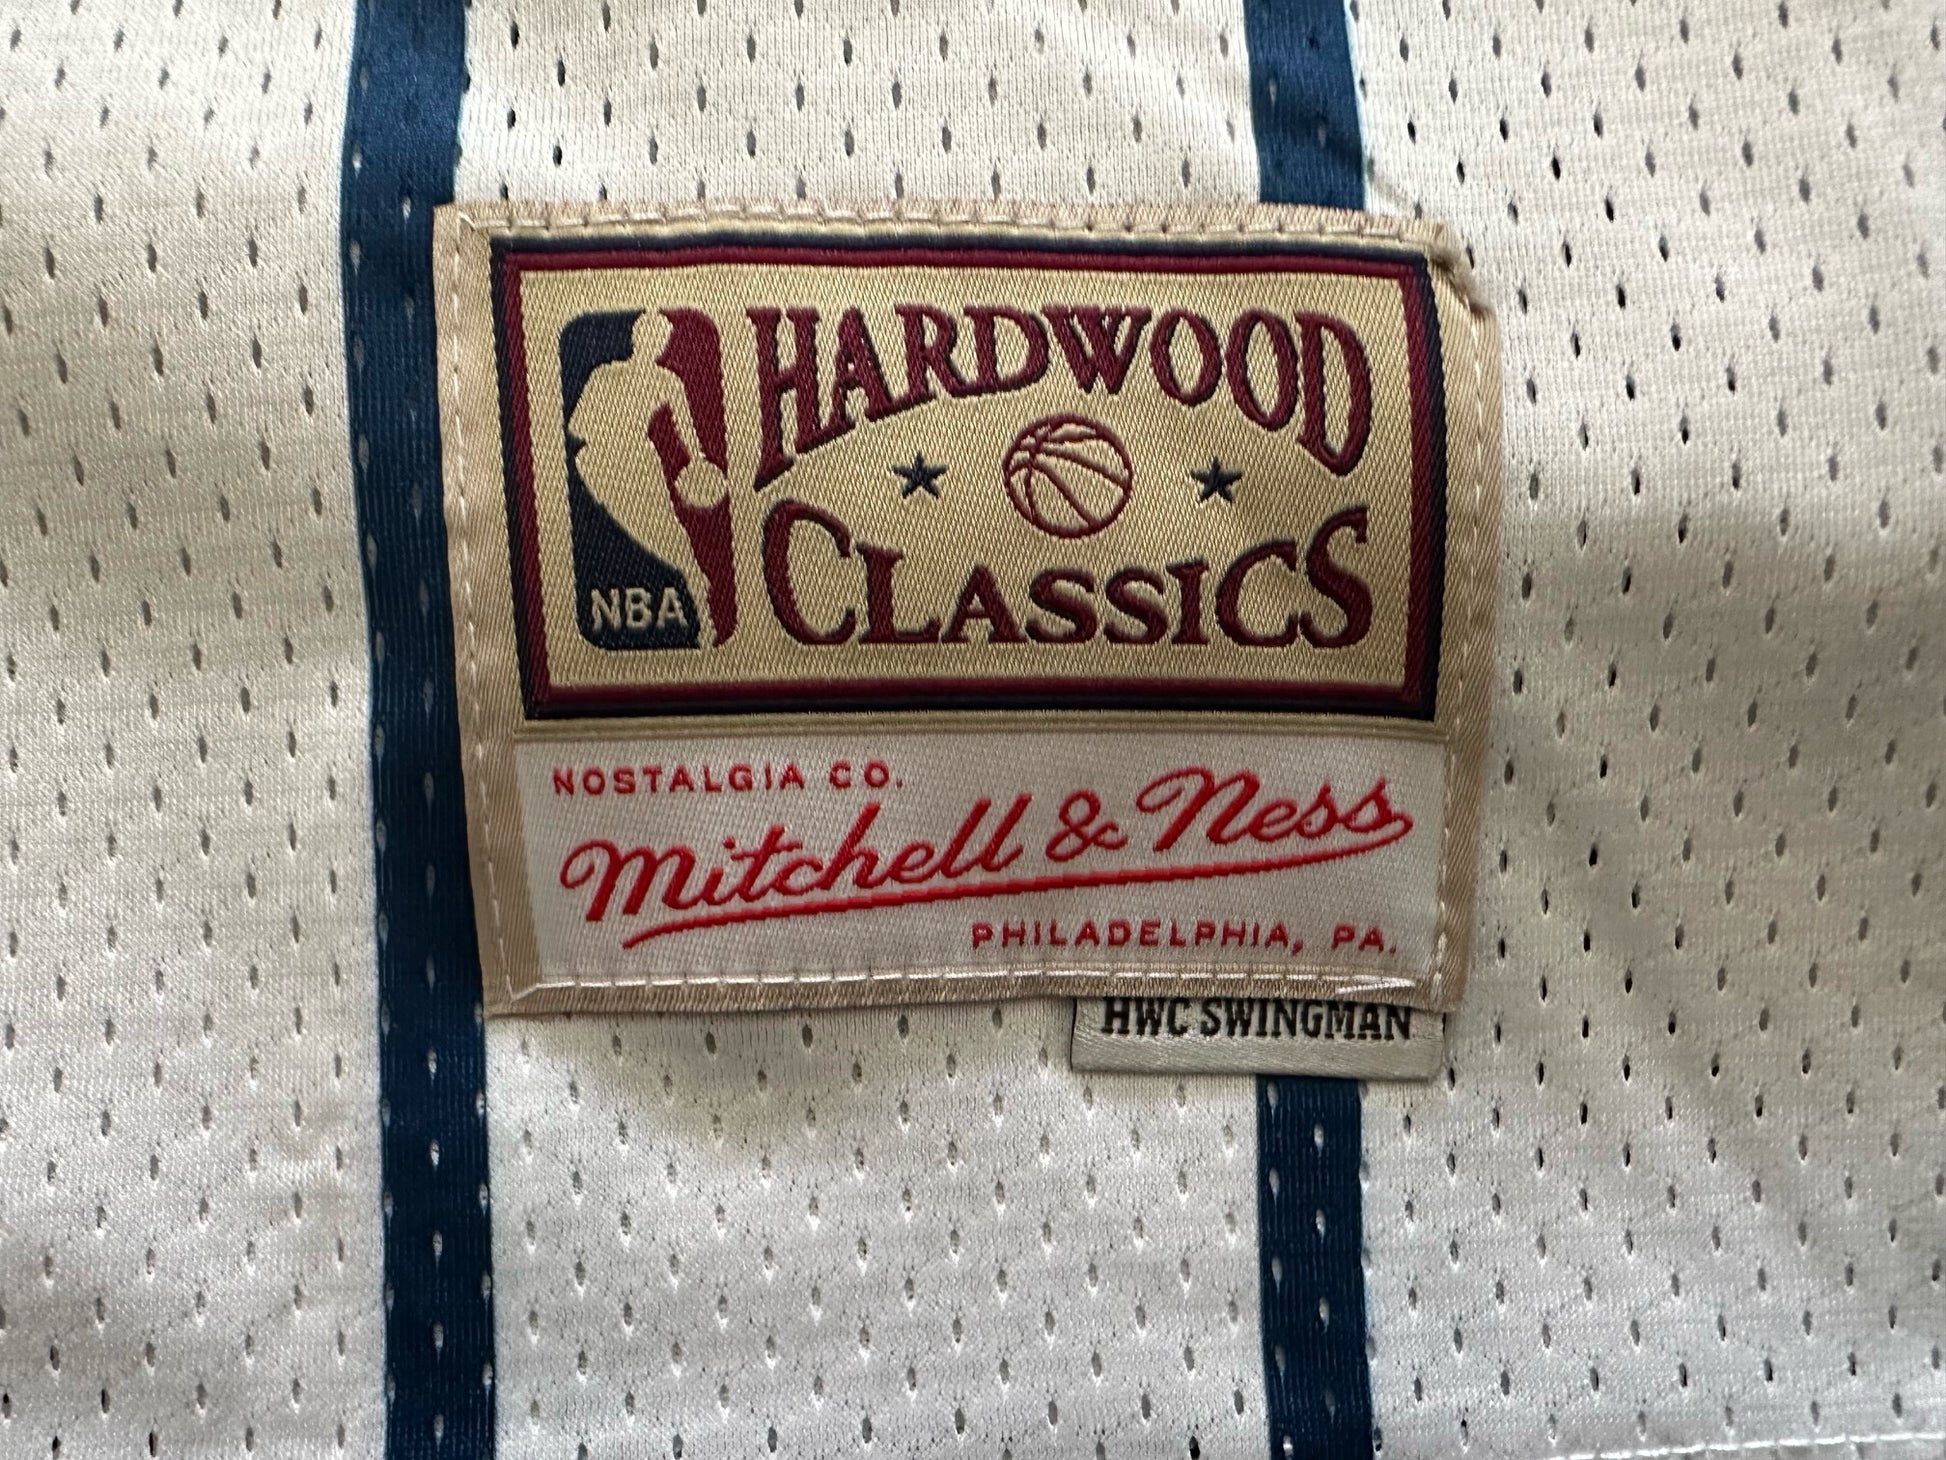 HARDWOOD
CLASSICS
NBA
NOSTALGIA CO.
Mitchell & Ness
PHILADELPHIA, PA.
HWC SWINGMAN